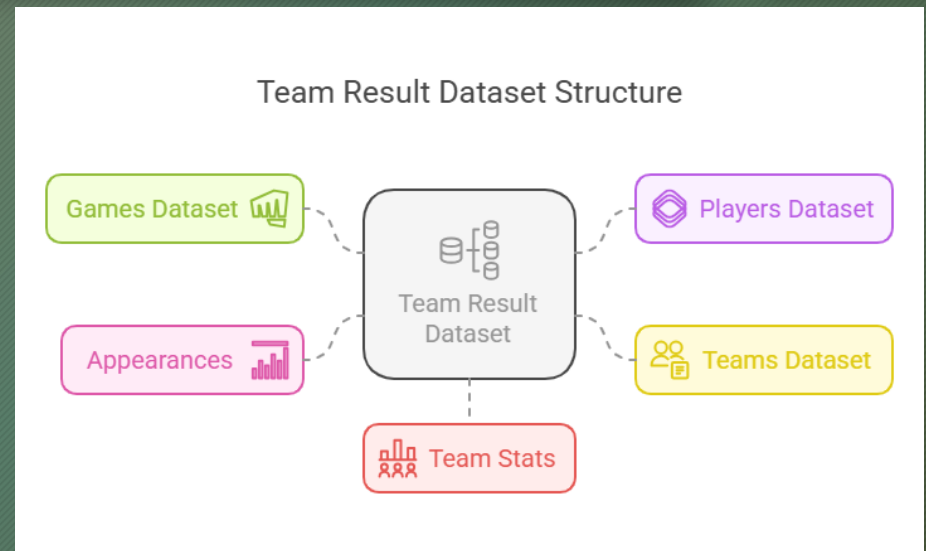 Team Result Dataset Structure
Games Dataset
Players Dataset
Team Result
Dataset
Appearances
Teams Dataset
Team Stats